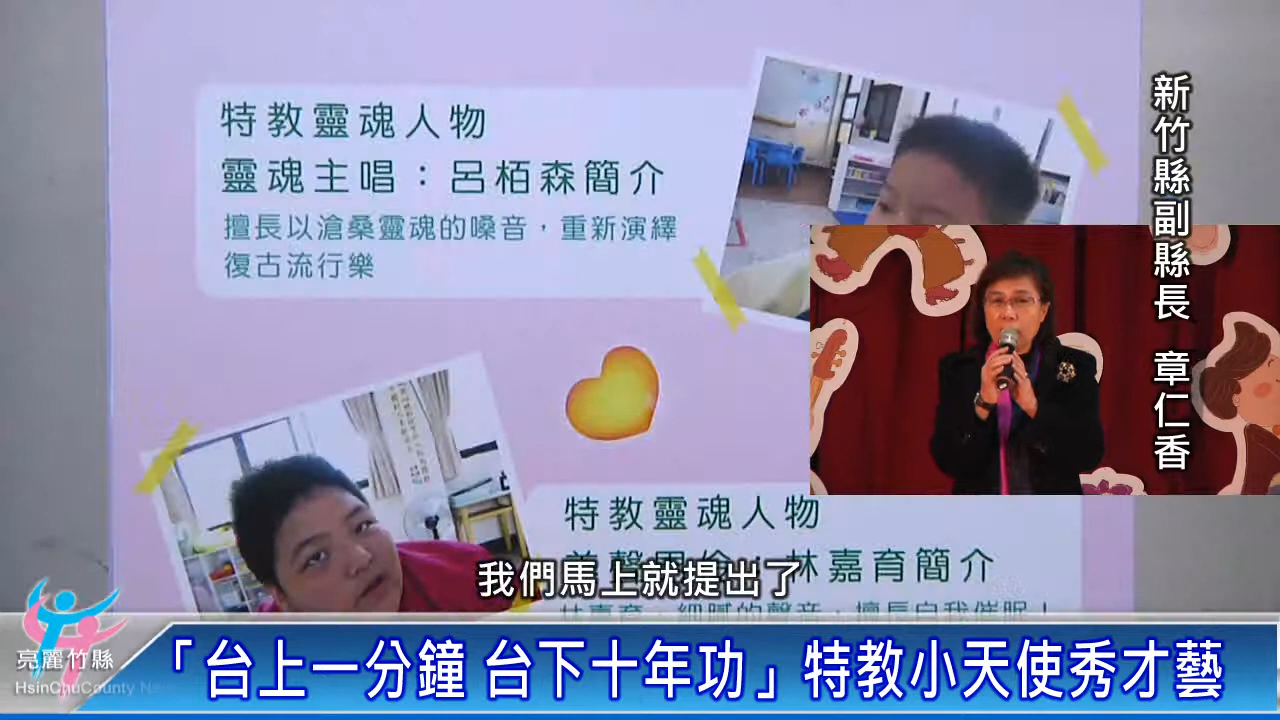 特教靈魂人物
靈魂主唱：呂栢森簡介
擅長以滄桑靈魂的嗓音，重新演繹
復古流行樂
新竹縣副縣長 章仁香
特教靈魂人物
林嘉育簡介
我們馬上就提出了
「台上一分鐘 台下十年功」特教小天使秀才藝
亮麗竹縣
HsinChuCounty